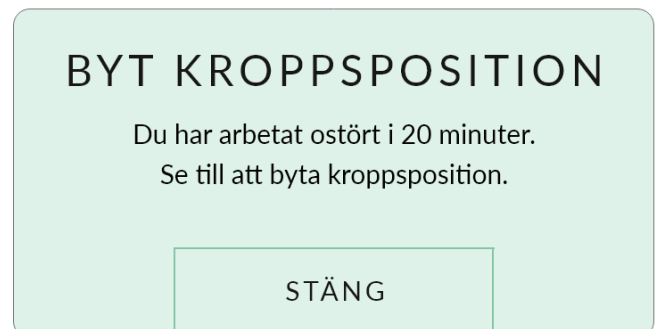 BYT KROPPSPOSITION
Du har arbetat ostört i 20 minuter.
Se till att byta kroppsposition.
STÄNG